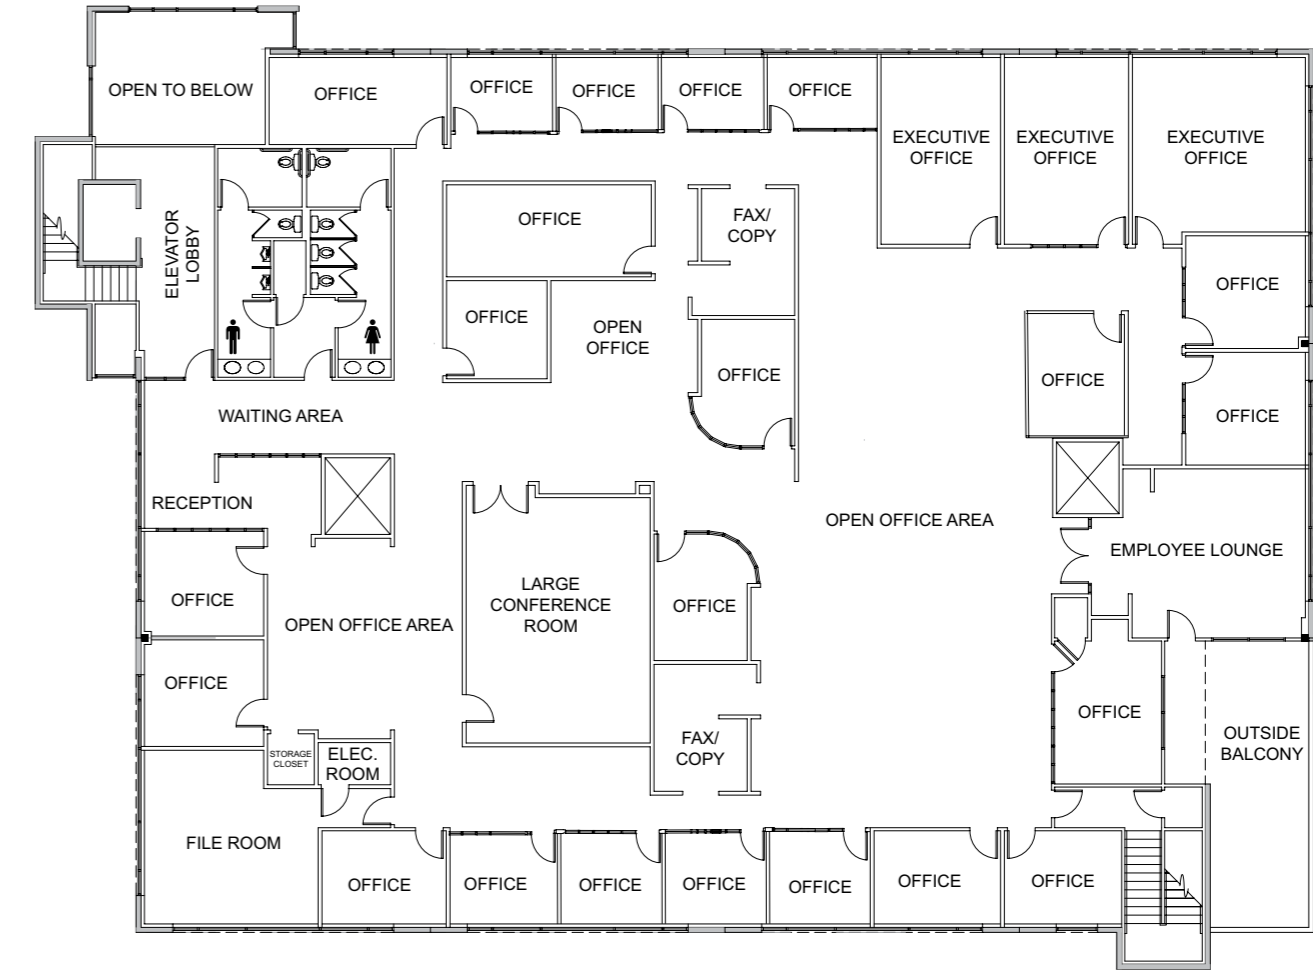 OPEN TO BELOW
OFFICE
OFFICE
OFFICE
OFFICE
OFFICE
EXECUTIVE
OFFICE
EXECUTIVE
OFFICE
EXECUTIVE
OFFICE
ELEVATOR
LOBBY
OFFICE
FAX/
COPY
OFFICE
OFFICE
OPEN
OFFICE
OFFICE
OFFICE
OFFICE
WAITING AREA
RECEPTION
OPEN OFFICE AREA
EMPLOYEE LOUNGE
OFFICE
LARGE
CONFERENCE
ROOM
OFFICE
OPEN OFFICE AREA
OFFICE
OFFICE
OUTSIDE
BALCONY
STORAGE
CLOSET
ELEC.
ROOM
FAX/
COPY
FILE ROOM
OFFICE
OFFICE
OFFICE
OFFICE
OFFICE
OFFICE
OFFICE